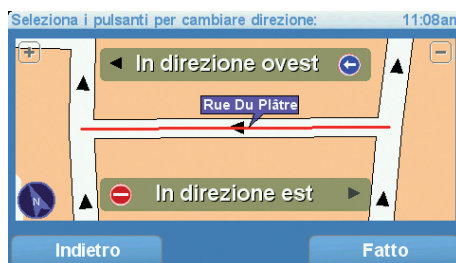 Seleziona i pulsanti per cambiare direzione: 11:08am
In direzione ovest
Rue Du Plâtre
In direzione est
N
Indietro Fatto